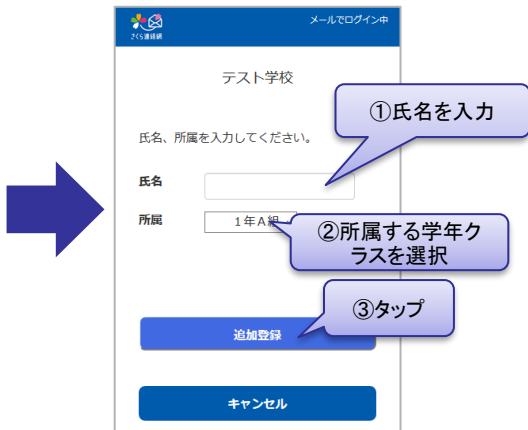 さくら連絡網
メールでログイン中
テスト学校
①氏名を入力
氏名、所属を入力してください。
氏名
所属
1年A組
②所属する学年ク
ラスを選択
③タップ
追加登録
キャンセル